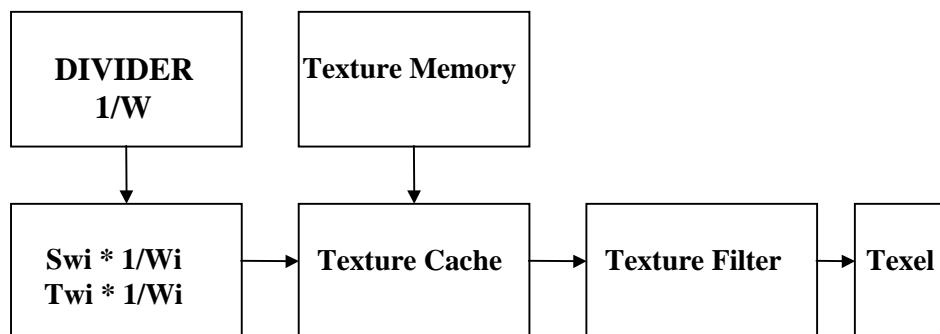 DIVIDER
1/W
Texture Memory
Swi * 1/Wi
Twi * 1/Wi
Texture Cache
Texture Filter
Texel